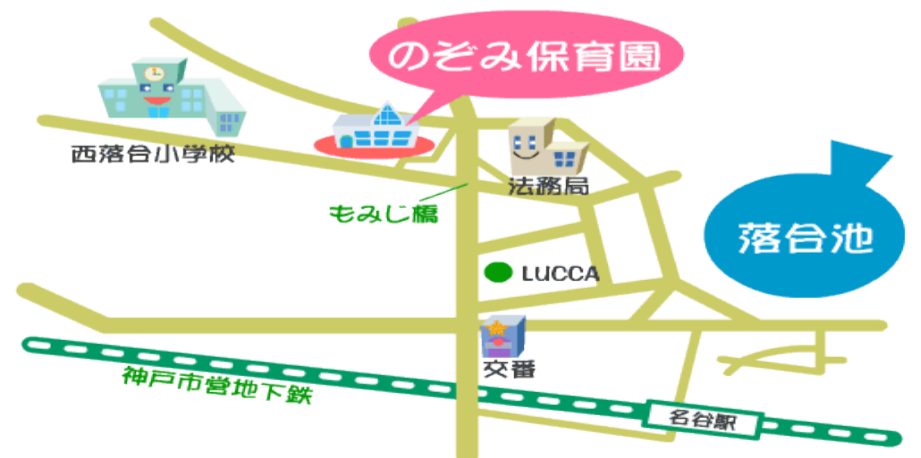 のぞみ保育園
西落合小学校
法務局
もみじ橋
落合池
LUCCA
交番
神戸市営地下鉄
名谷駅